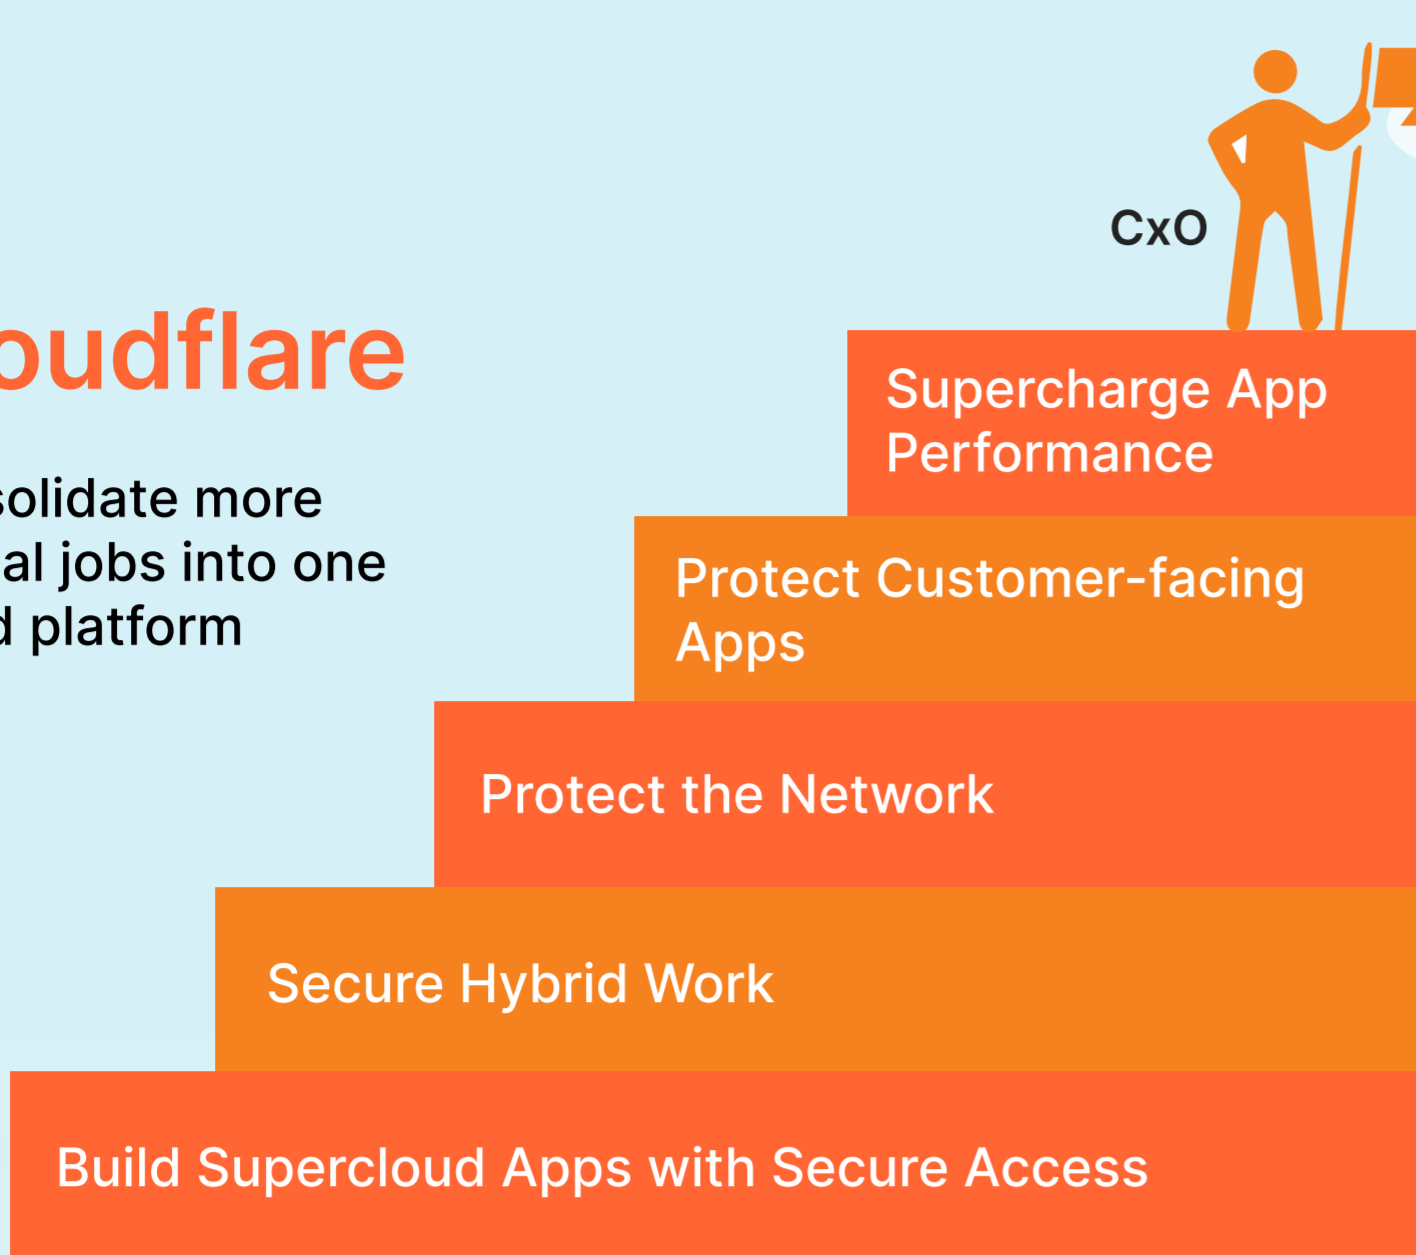 CxO
oudflare
solidate more
al jobs into one
d platform
Supercharge App
Performance
Protect Customer-facing
Apps
Protect the Network
Secure Hybrid Work
Build Supercloud Apps with Secure Access